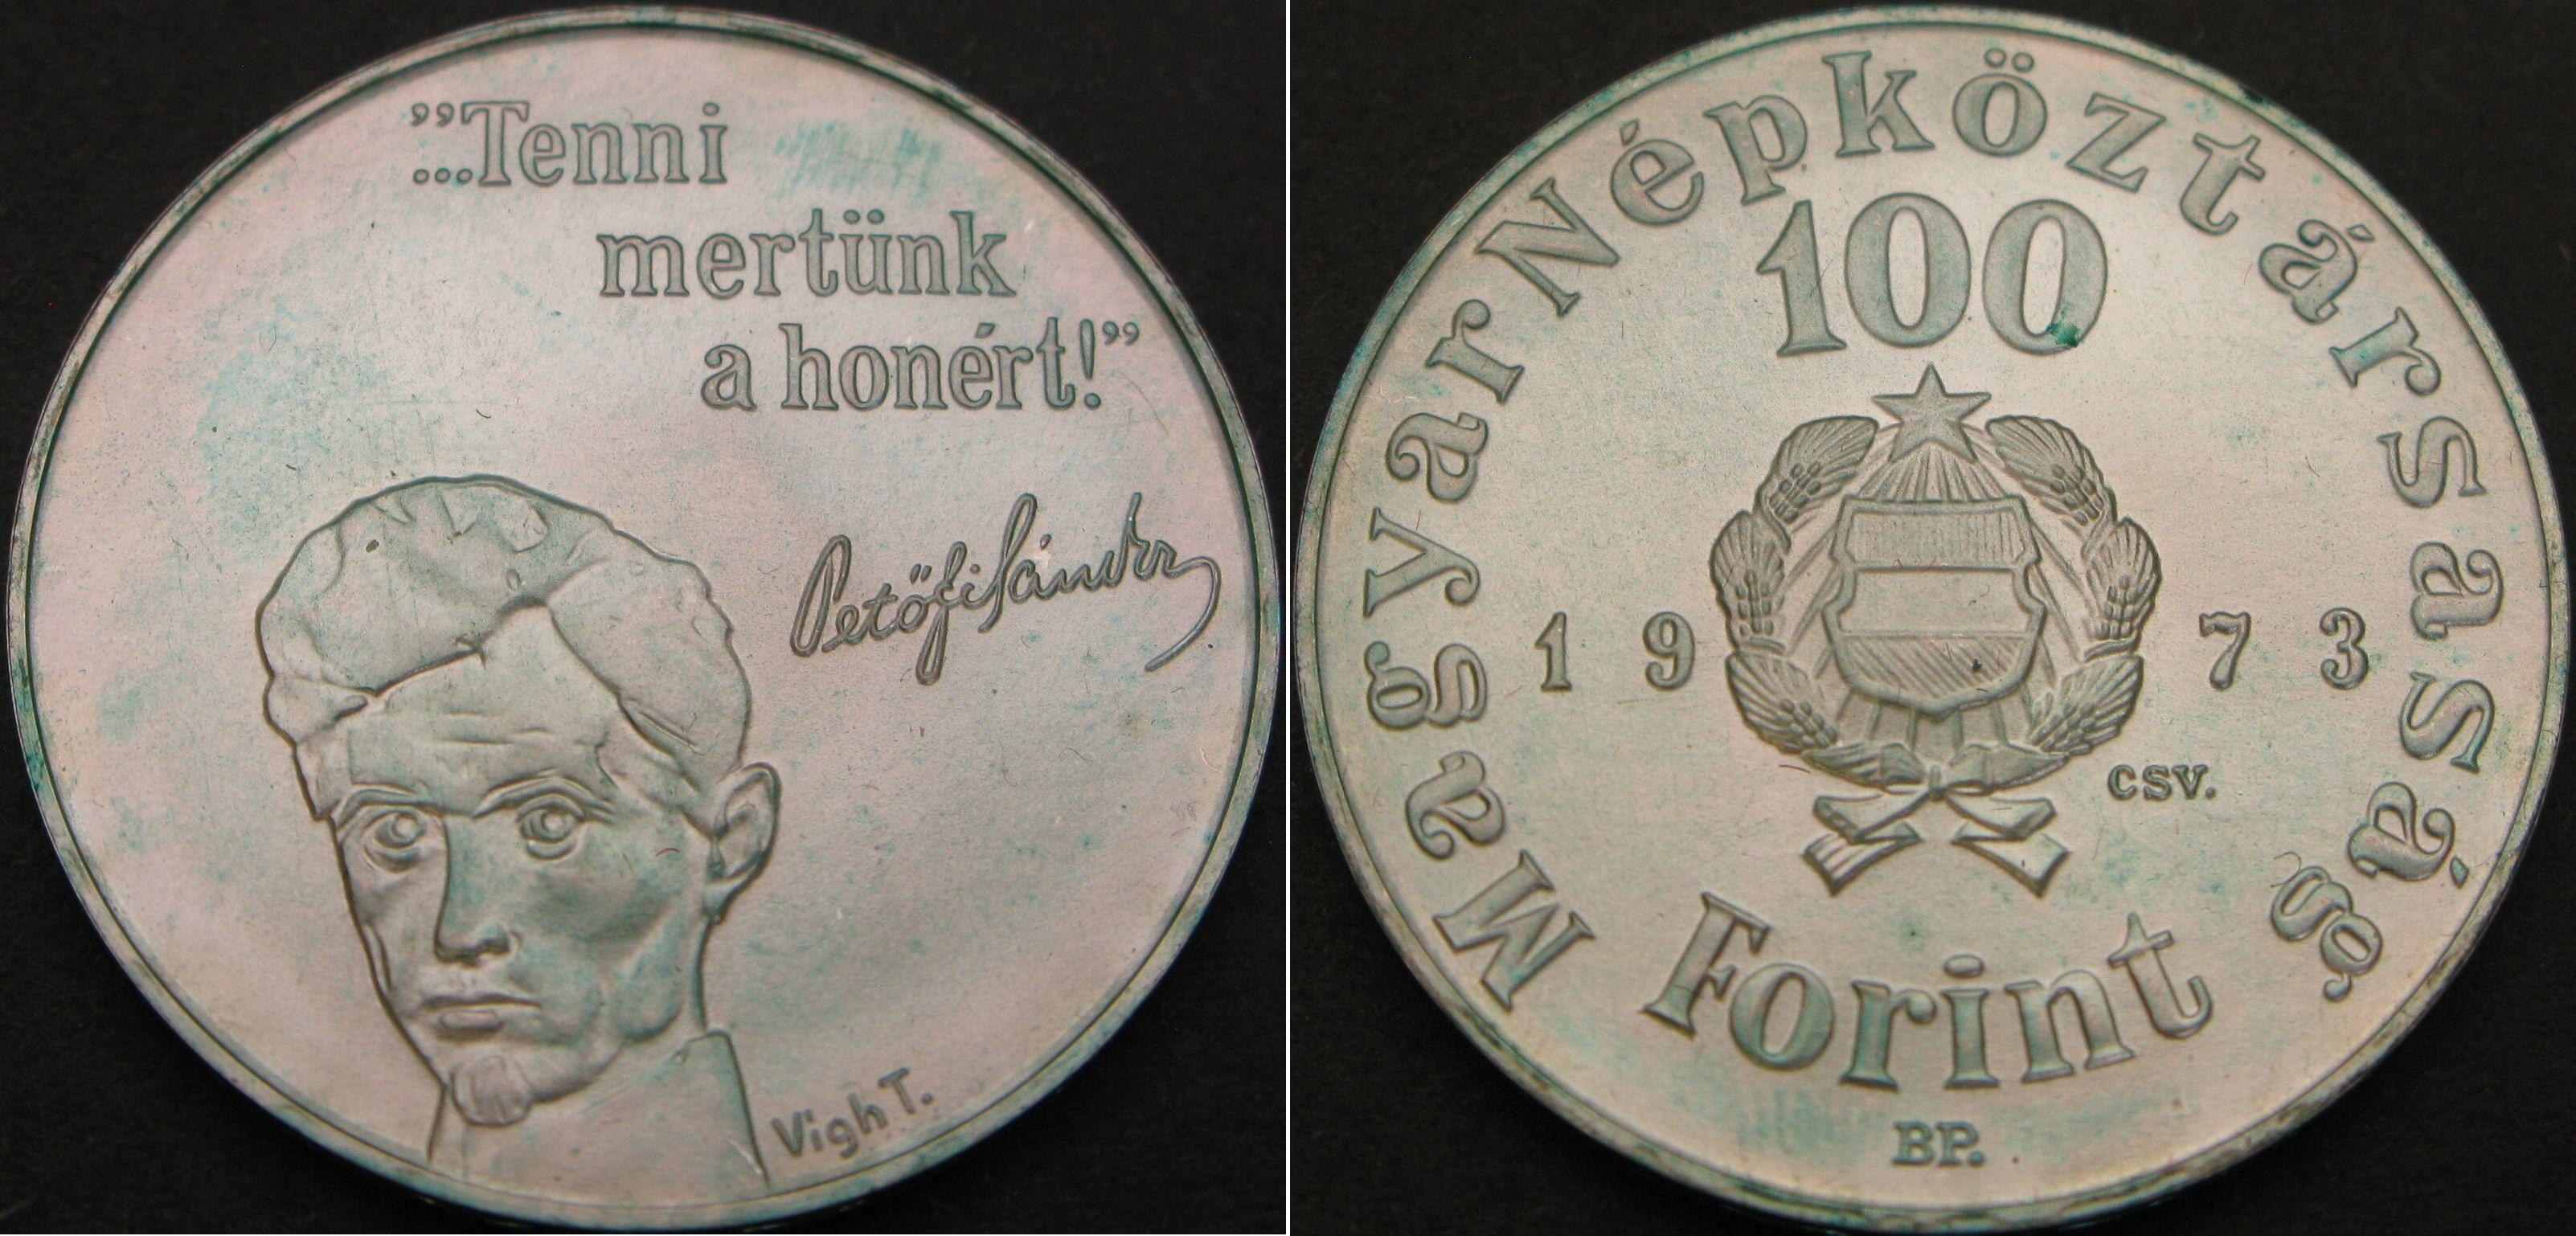 ”...Tenni
mertünk
a honért!”
Petőfi Sándor
Vigh T.
Magyar Népköztársaság
100
1973
CSV.
Forint
BP.